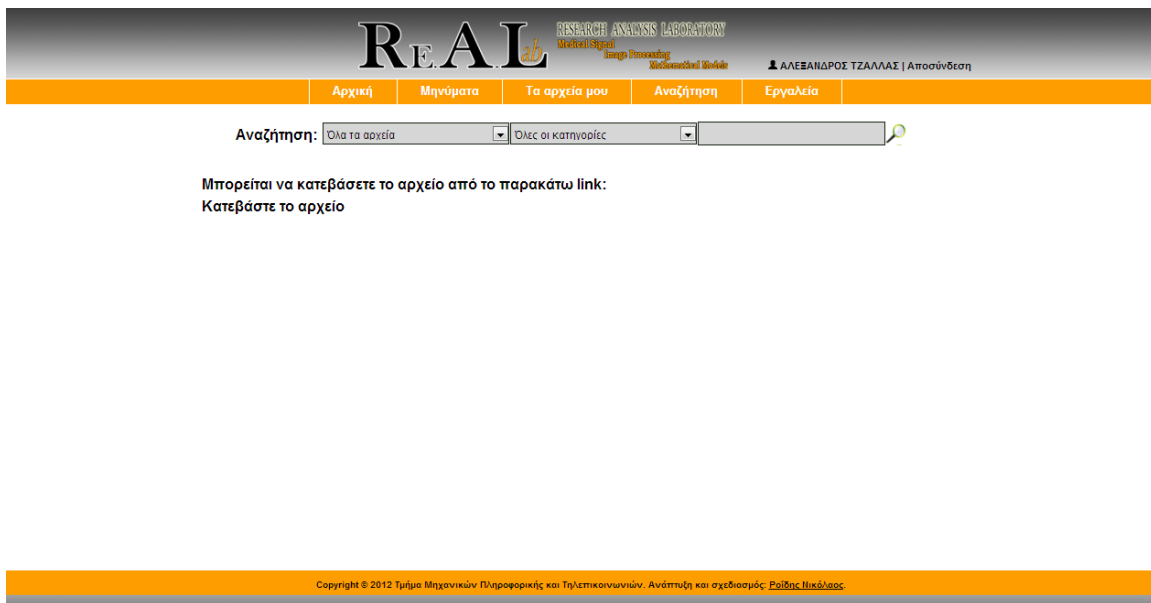 RE.A.Lab
RESEARCH ANALYSIS LABORATORY
Medical Signal
Image Processing
Mathematical Models
ΑΛΕΞΑΝΔΡΟΣ ΤΖΑΛΛΑΣ | Αποσύνδεση
Αρχική Μηνύματα Τα αρχεία μου Αναζήτηση Εργαλεία
Αναζήτηση: Όλα τα αρχεία Όλες οι κατηγορίες
Μπορείται να κατεβάσετε το αρχείο από το παρακάτω link:
Κατεβάστε το αρχείο
Copyright © 2012 Τμήμα Μηχανικών Πληροφορικής και Τηλεπικοινωνιών. Ανάπτυξη και σχεδιασμός: Ροΐδης Νικόλαος.